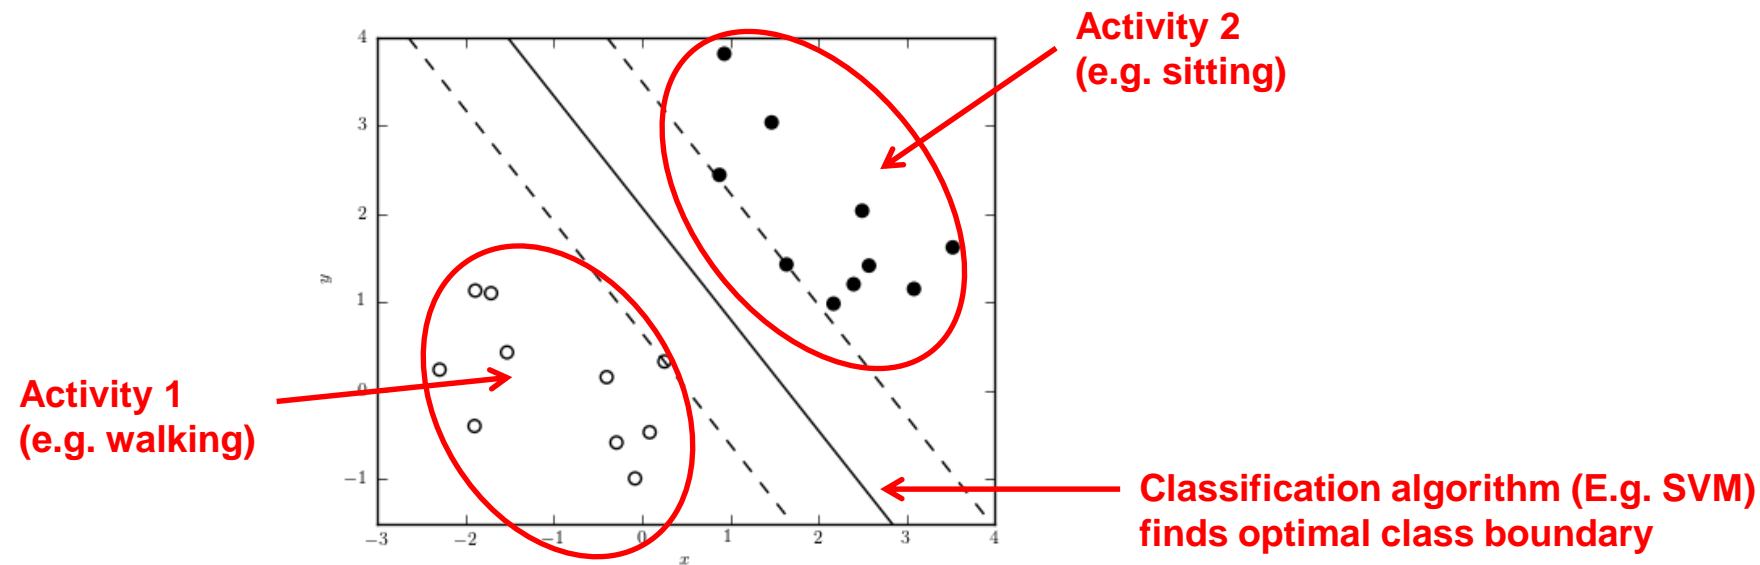 Activity 2
(e.g. sitting)
4
3
2
1
0
−1
y
−3
−2
−1
0
1
2
3
4
x
Activity 1
(e.g. walking)
Classification algorithm (E.g. SVM)
finds optimal class boundary